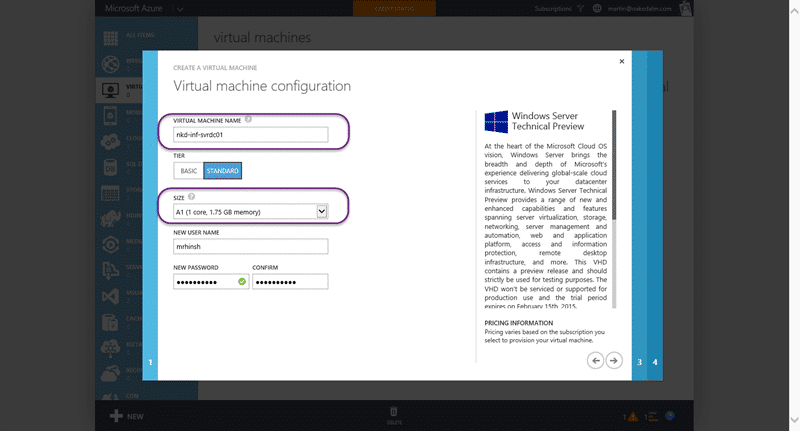 Microsoft Azure
CREDIT STATUS
Subscriptions
martin@nakedalm.com
ALL ITEMS
virtual machines
CREATE A VIRTUAL MACHINE
Virtual machine configuration
VIRTUAL MACHINE NAME ?
nkd-inf-svrdc01
TIER
BASIC STANDARD
SIZE ?
A1 (1 core, 1.75 GB memory)
NEW USER NAME
mrhinsh
NEW PASSWORD CONFIRM
●●●●●●●●●● ●●●●●●●●●●
Windows Server
Technical Preview
At the heart of the Microsoft Cloud OS
vision, Windows Server brings the
breadth and depth of Microsoft's
experience delivering global-scale cloud
services to your datacenter
infrastructure. Windows Server Technical
Preview provides a range of new and
enhanced capabilities and features
spanning server virtualization, storage,
networking, server management and
automation, web and application
platform, access and information
protection, remote desktop
infrastructure, and more. This VHD
contains a preview release and should
strictly be used for testing purposes. The
VHD won't be serviced or supported for
production use and the trial period
expires on February 15th, 2015.
PRICING INFORMATION
Pricing varies based on the subscription you
select to provision your virtual machine.
1
3 4
NEW
DELETE
1 1